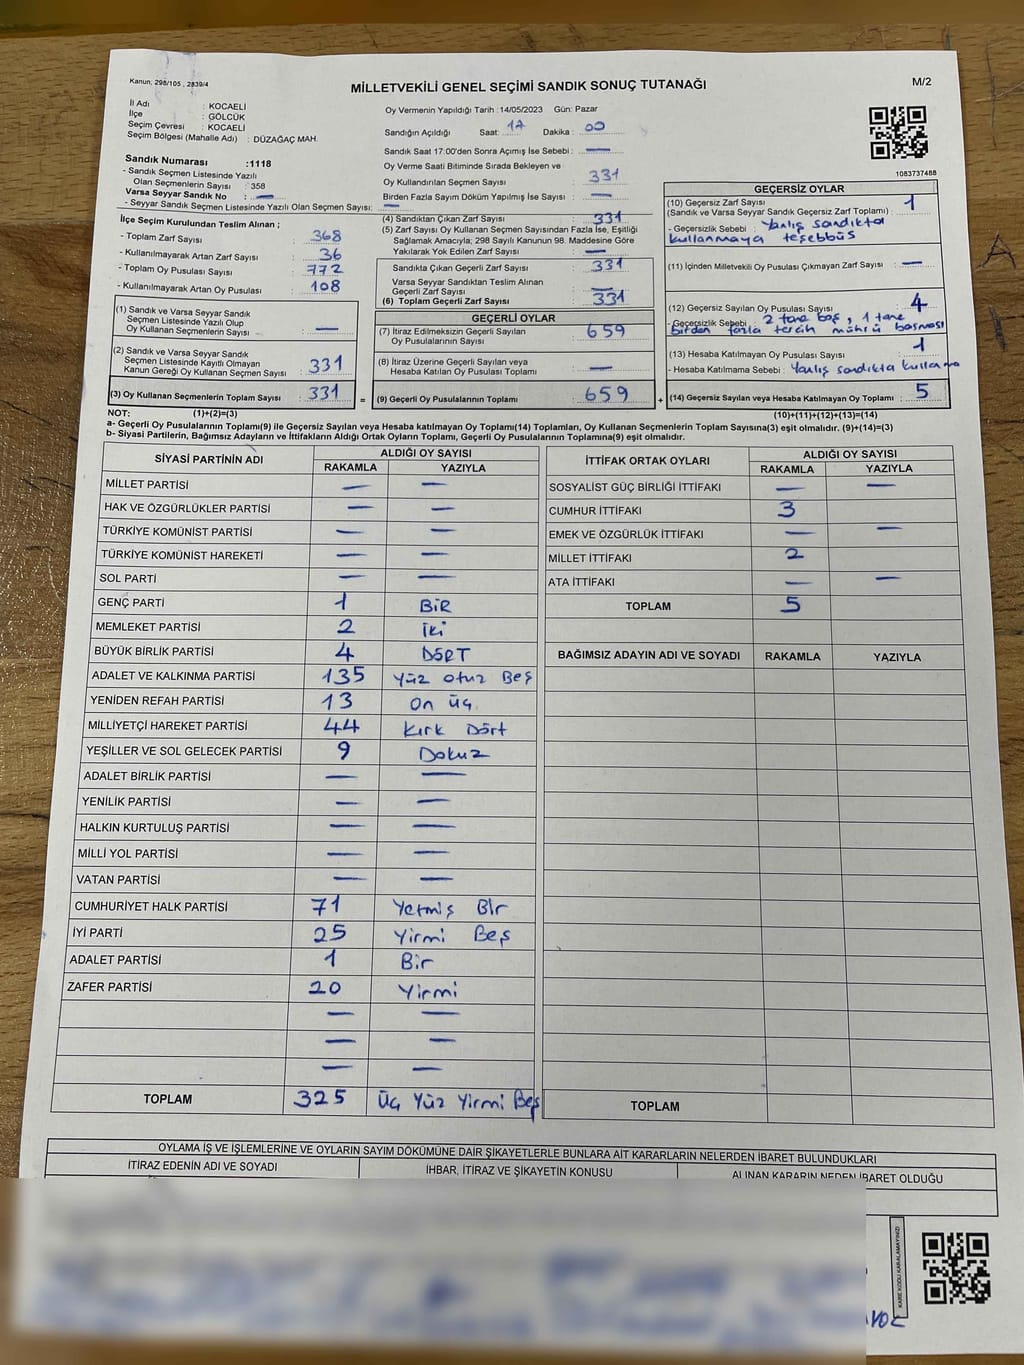 Kanun; 298/105 , 2839/4
MİLLETVEKİLİ GENEL SEÇİMİ SANDIK SONUÇ TUTANAĞI
M/2
İl Adı : KOCAELİ
İlçe : GÖLCÜK
Seçim Çevresi : KOCAELİ
Seçim Bölgesi (Mahalle Adı) : DÜZAĞAÇ MAH.
Sandık Numarası :1118
- Sandık Seçmen Listesinde Yazılı
Olan Seçmenlerin Sayısı : 358
Varsa Seyyar Sandık No : —
- Seyyar Sandık Seçmen Listesinde Yazılı Olan Seçmen Sayısı: —
Oy Vermenin Yapıldığı Tarih :14/05/2023 Gün: Pazar
Sandığın Açıldığı Saat: 17 Dakika : 00
Sandık Saat 17:00'den Sonra Açımış İse Sebebi : —
Oy Verme Saati Bitiminde Sırada Bekleyen ve
Oy Kullandırılan Seçmen Sayısı : 331
Birden Fazla Sayım Döküm Yapılmış İse Sayısı : —
1083737488
İlçe Seçim Kurulundan Teslim Alınan ;
- Toplam Zarf Sayısı : 368
- Kullanılmayarak Artan Zarf Sayısı : 36
- Toplam Oy Pusulası Sayısı : 772
- Kullanılmayarak Artan Oy Pusulası : 108
(1) Sandık ve Varsa Seyyar Sandık
Seçmen Listesinde Yazılı Olup
Oy Kullanan Seçmenlerin Sayısı : —
(2) Sandık ve Varsa Seyyar Sandık
Seçmen Listesinde Kayıtlı Olmayan
Kanun Gereği Oy Kullanan Seçmen Sayısı : 331
(3) Oy Kullanan Seçmenlerin Toplam Sayısı : 331
(4) Sandıktan Çıkan Zarf Sayısı : 331
(5) Zarf Sayısı Oy Kullanan Seçmen Sayısından Fazla İse, Eşitliği
Sağlamak Amacıyla; 298 Sayılı Kanunun 98. Maddesine Göre
Yakılarak Yok Edilen Zarf Sayısı : —
Sandıkta Çıkan Geçerli Zarf Sayısı : 331
Varsa Seyyar Sandıktan Teslim Alınan
Geçerli Zarf Sayısı : —
(6) Toplam Geçerli Zarf Sayısı : 331
GEÇERLİ OYLAR
(7) İtiraz Edilmeksizin Geçerli Sayılan
Oy Pusulalarının Sayısı : 659
(8) İtiraz Üzerine Geçerli Sayılan veya
Hesaba Katılan Oy Pusulası Toplamı : —
= (9) Geçerli Oy Pusulalarının Toplamı : 659
GEÇERSİZ OYLAR
(10) Geçersiz Zarf Sayısı : 1
(Sandık ve Varsa Seyyar Sandık Geçersiz Zarf Toplamı)
- Geçersizlik Sebebi : Yanlış sandıkta
kullanmaya teşebbüs
(11) İçinden Milletvekili Oy Pusulası Çıkmayan Zarf Sayısı : —
(12) Geçersiz Sayılan Oy Pusulası Sayısı : 4
- Geçersizlik Sebebi : 2 tane boş, 1 tane
birden fazla tercih mührü basması
(13) Hesaba Katılmayan Oy Pusulası Sayısı : 1
- Hesaba Katılmama Sebebi : Yanlış sandıkta kullanma
+ (14) Geçersiz Sayılan veya Hesaba Katılmayan Oy Toplamı : 5
NOT: (1)+(2)=(3) (10)+(11)+(12)+(13)=(14)
a- Geçerli Oy Pusulalarının Toplamı(9) ile Geçersiz Sayılan veya Hesaba Katılmayan Oy Toplamı(14) Toplamları, Oy Kullanan Seçmenlerin Toplam Sayısına(3) eşit olmalıdır. (9)+(14)=(3)
b- Siyasi Partilerin, Bağımsız Adayların ve İttifakların Aldığı Ortak Oyların Toplamı, Geçerli Oy Pusulalarının Toplamına(9) eşit olmalıdır.
SİYASİ PARTİNİN ADI ALDIĞI OY SAYISI
RAKAMLA YAZIYLA
MİLLET PARTİSİ — —
HAK VE ÖZGÜRLÜKLER PARTİSİ — —
TÜRKİYE KOMÜNİST PARTİSİ — —
TÜRKİYE KOMÜNİST HAREKETİ — —
SOL PARTİ — —
GENÇ PARTİ 1 BİR
MEMLEKET PARTİSİ 2 iki
BÜYÜK BİRLİK PARTİSİ 4 DÖRT
ADALET VE KALKINMA PARTİSİ 135 Yüz otuz Beş
YENİDEN REFAH PARTİSİ 13 On üç
MİLLİYETÇİ HAREKET PARTİSİ 44 Kırk Dört
YEŞİLLER VE SOL GELECEK PARTİSİ 9 Dokuz
ADALET BİRLİK PARTİSİ — —
YENİLİK PARTİSİ — —
HALKIN KURTULUŞ PARTİSİ — —
MİLLİ YOL PARTİSİ — —
VATAN PARTİSİ — —
CUMHURİYET HALK PARTİSİ 71 Yetmiş Bir
İYİ PARTİ 25 Yirmi Beş
ADALET PARTİSİ 1 Bir
ZAFER PARTİSİ 20 Yirmi
— —
— —
— —
TOPLAM 325 üç Yüz Yirmi Beş
İTTİFAK ORTAK OYLARI ALDIĞI OY SAYISI
RAKAMLA YAZIYLA
SOSYALİST GÜÇ BİRLİĞİ İTTİFAKI — —
CUMHUR İTTİFAKI 3
EMEK VE ÖZGÜRLÜK İTTİFAKI — —
MİLLET İTTİFAKI 2
ATA İTTİFAKI — —
TOPLAM 5
BAĞIMSIZ ADAYIN ADI VE SOYADI RAKAMLA YAZIYLA
TOPLAM
OYLAMA İŞ VE İŞLEMLERİNE VE OYLARIN SAYIM DÖKÜMÜNE DAİR ŞİKAYETLERLE BUNLARA AİT KARARLARIN NELERDEN İBARET BULUNDUKLARI
İTİRAZ EDENİN ADI VE SOYADI İHBAR, İTİRAZ VE ŞİKAYETİN KONUSU ALINAN KARARIN NEDEN İBARET OLDUĞU
KARE KODU KARALAMAYINIZ!